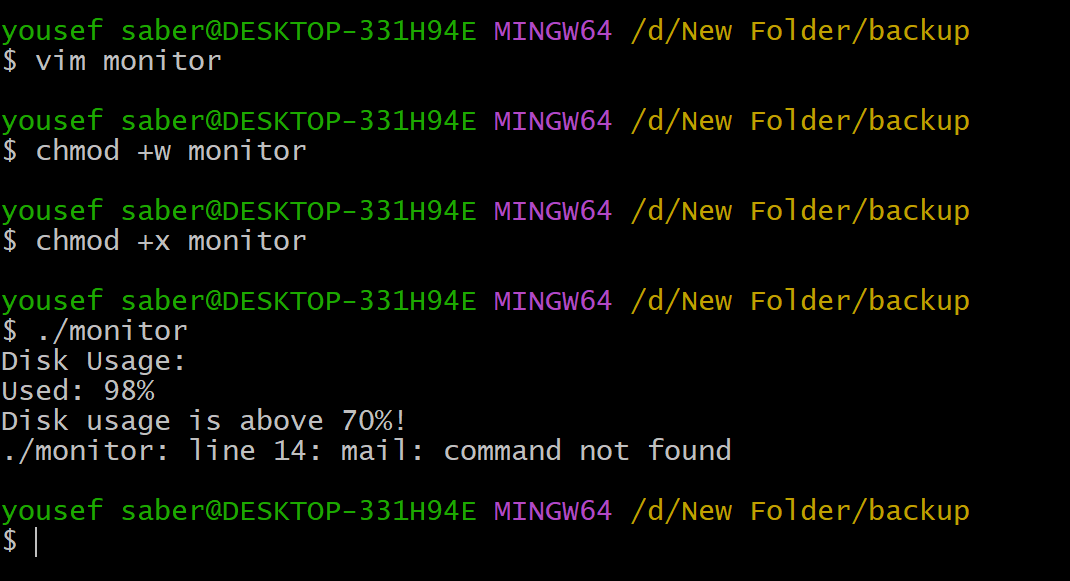 yousef saber@DESKTOP-331H94E MINGW64 /d/New Folder/backup
$ vim monitor
yousef saber@DESKTOP-331H94E MINGW64 /d/New Folder/backup
$ chmod +w monitor
yousef saber@DESKTOP-331H94E MINGW64 /d/New Folder/backup
$ chmod +x monitor
yousef saber@DESKTOP-331H94E MINGW64 /d/New Folder/backup
$ ./monitor
Disk Usage:
Used: 98%
Disk usage is above 70%!
./monitor: line 14: mail: command not found
yousef saber@DESKTOP-331H94E MINGW64 /d/New Folder/backup
$